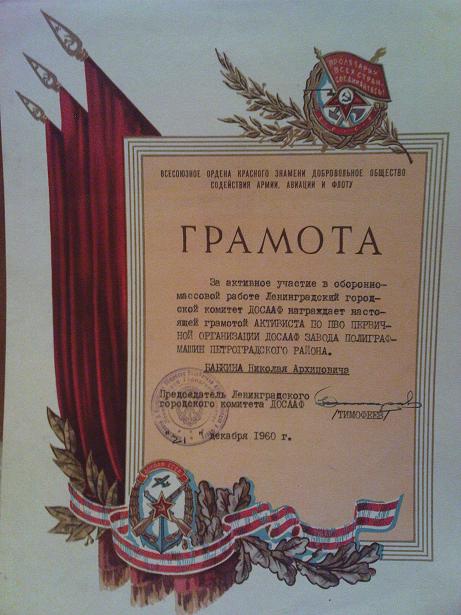 ПРОЛЕТАРИИ
ВСЕХ СТРАН,
СОЕДИНЯЙТЕСЬ!
ВСЕСОЮЗНОЕ ОРДЕНА КРАСНОГО ЗНАМЕНИ ДОБРОВОЛЬНОЕ ОБЩЕСТВО
СОДЕЙСТВИЯ АРМИИ, АВИАЦИИ И ФЛОТУ
ГРАМОТА
За активное участие в оборонно-
массовой работе Ленинградский город-
ской комитет ДОСААФ награждает насто-
ящей грамотой АКТИВИСТА ПО ПВО ПЕРВИЧ-
НОЙ ОРГАНИЗАЦИИ ДОСААФ ЗАВОДА ПОЛИГРАФ-
МАШИН ПЕТРОГРАДСКОГО РАЙОНА.
БАБКИНА Николая Архиповича
Председатель Ленинградского
городского комитета ДОСААФ
/ТИМОФЕЕВ/
декабря 1960 г.
ДОСААФ СССР